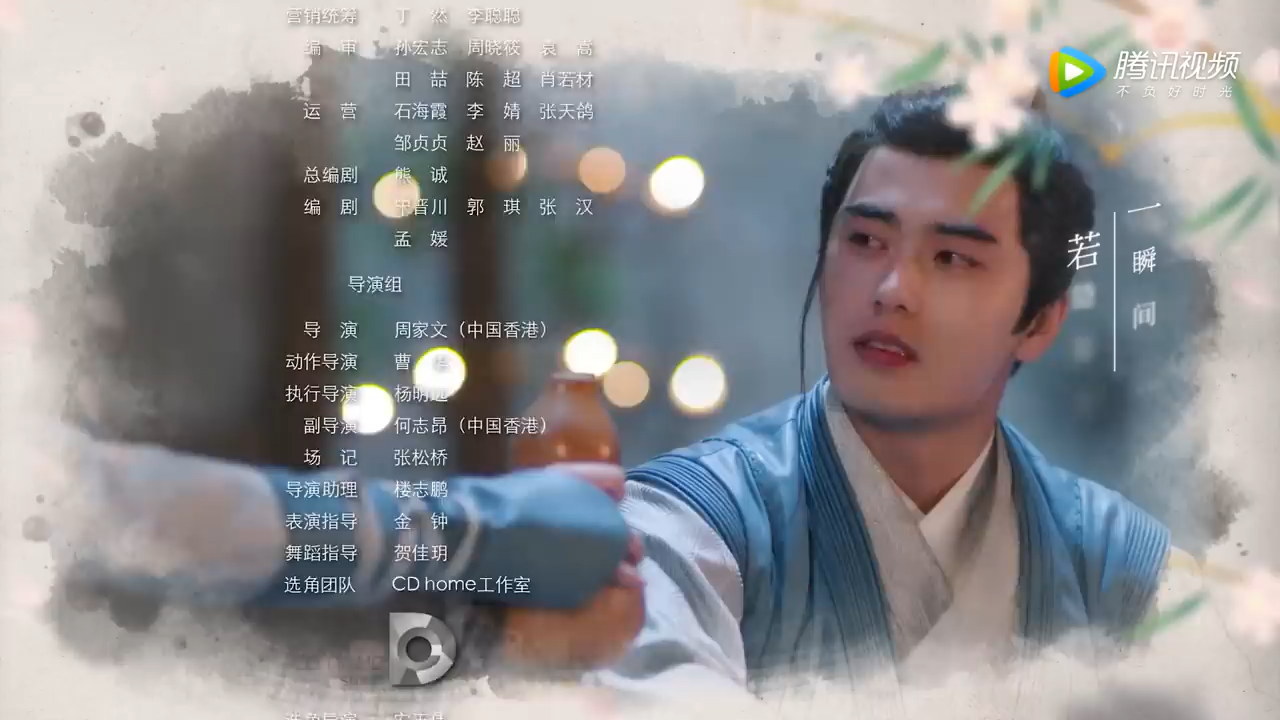 营销统筹 丁 然 李聪聪
编 审 孙宏志 周晓筱 袁 嵩
田 喆 陈 超 肖若材
运 营 石海霞 李 婧 张天鸽
邹贞贞 赵 丽
总编剧 熊 诚
编 剧 晋川 郭 琪 张 汉
孟 媛
导演组
导 演 周家文（中国香港）
动作导演 曹
执行导演 杨明远
副导演 何志昂（中国香港）
场 记 张松桥
导演助理 楼志鹏
表演指导 金 钟
舞蹈指导 贺佳玥
选角团队 CD home工作室
腾讯视频
不负好时光
一瞬间
若